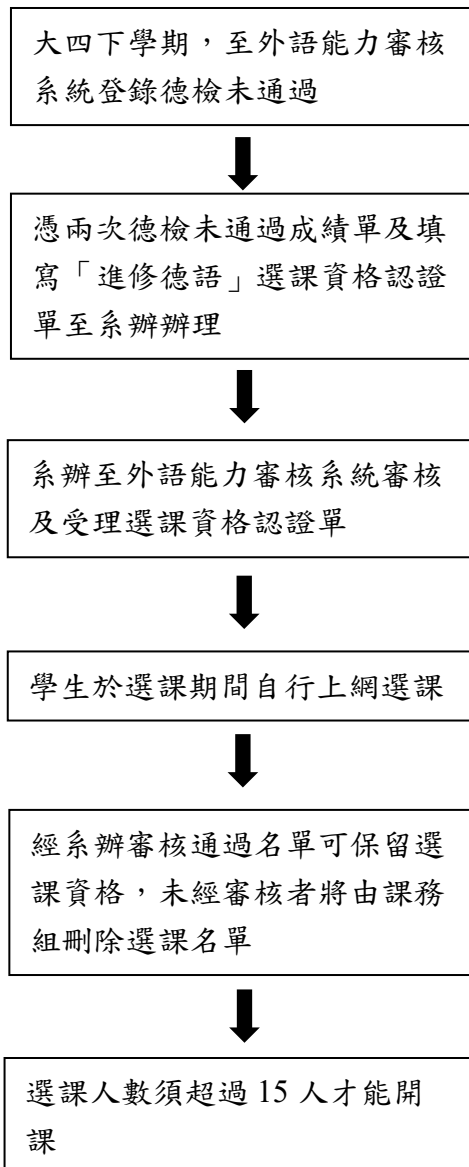 大四下學期，至外語能力審核
系統登錄德檢未通過
憑兩次德檢未通過成績單及填
寫「進修德語」選課資格認證
單至系辦辦理
系辦至外語能力審核系統審核
及受理選課資格認證單
學生於選課期間自行上網選課
經系辦審核通過名單可保留選
課資格，未經審核者將由課務
組刪除選課名單
選課人數須超過 15 人才能開
課